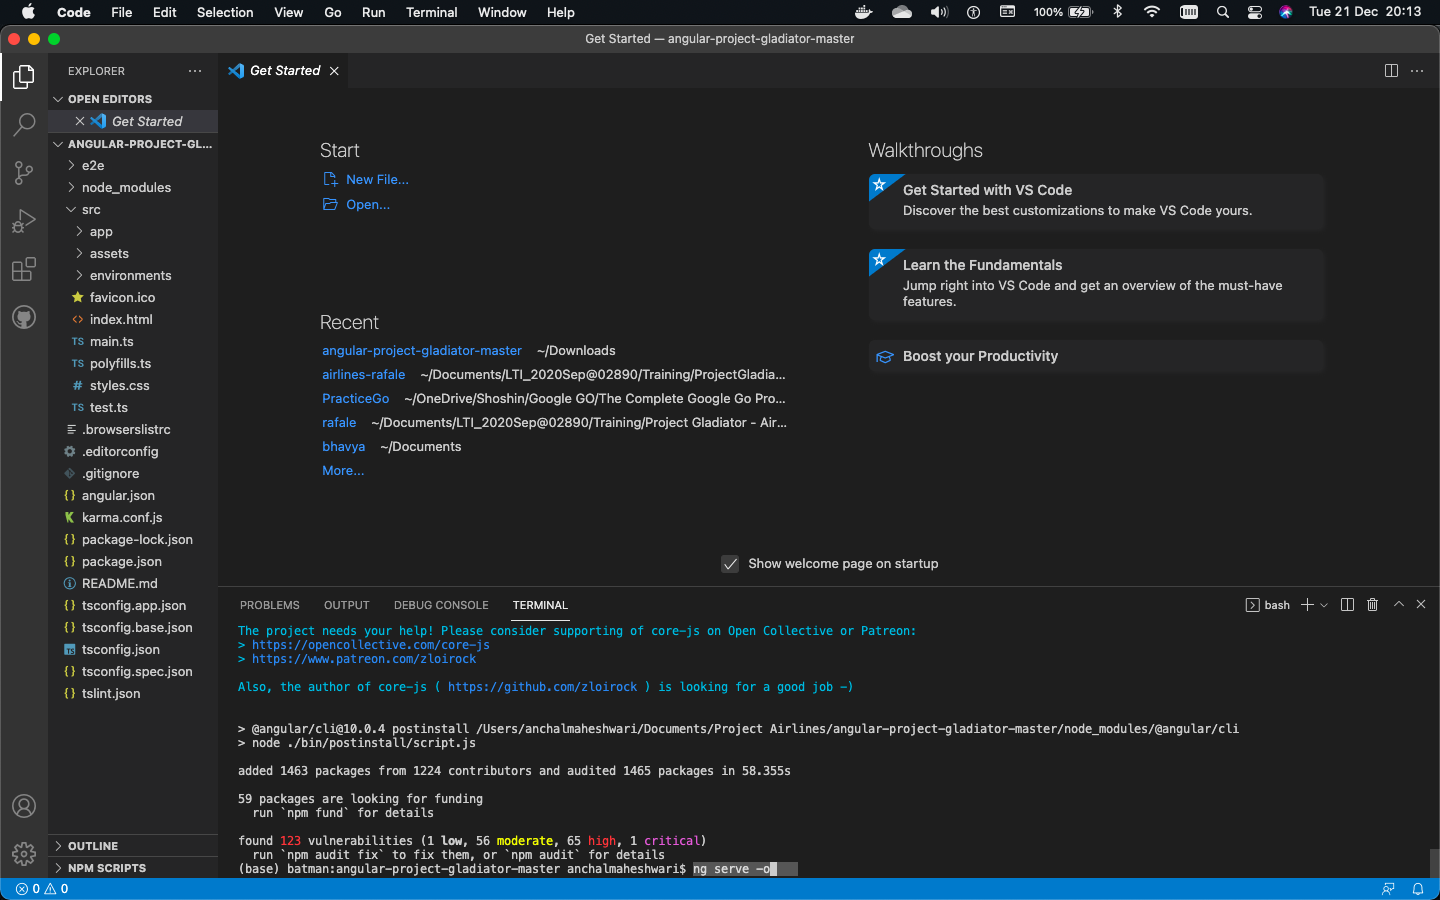 Code File Edit Selection View Go Run Terminal Window Help 100% Tue 21 Dec 20:13
Get Started — angular-project-gladiator-master
EXPLORER
OPEN EDITORS
Get Started
ANGULAR-PROJECT-GL...
e2e
node_modules
src
app
assets
environments
favicon.ico
index.html
TS main.ts
TS polyfills.ts
# styles.css
TS test.ts
.browserslistrc
.editorconfig
.gitignore
{} angular.json
karma.conf.js
{} package-lock.json
{} package.json
README.md
{} tsconfig.app.json
{} tsconfig.base.json
TS tsconfig.json
{} tsconfig.spec.json
{} tslint.json
OUTLINE
NPM SCRIPTS
Get Started
Start
New File...
Open...
Recent
angular-project-gladiator-master ~/Downloads
airlines-rafale ~/Documents/LTI_2020Sep@02890/Training/ProjectGladia...
PracticeGo ~/OneDrive/Shoshin/Google GO/The Complete Google Go Pro...
rafale ~/Documents/LTI_2020Sep@02890/Training/Project Gladiator - Air...
bhavya ~/Documents
More...
Walkthroughs
Get Started with VS Code
Discover the best customizations to make VS Code yours.
Learn the Fundamentals
Jump right into VS Code and get an overview of the must-have
features.
Boost your Productivity
Show welcome page on startup
PROBLEMS OUTPUT DEBUG CONSOLE TERMINAL bash
The project needs your help! Please consider supporting of core-js on Open Collective or Patreon:
> https://opencollective.com/core-js
> https://www.patreon.com/zloirock
Also, the author of core-js ( https://github.com/zloirock ) is looking for a good job -)
> @angular/cli@10.0.4 postinstall /Users/anchalmaheshwari/Documents/Project Airlines/angular-project-gladiator-master/node_modules/@angular/cli
> node ./bin/postinstall/script.js
added 1463 packages from 1224 contributors and audited 1465 packages in 58.355s
59 packages are looking for funding
run `npm fund` for details
found 123 vulnerabilities (1 low, 56 moderate, 65 high, 1 critical)
run `npm audit fix` to fix them, or `npm audit` for details
(base) batman:angular-project-gladiator-master anchalmaheshwari$ ng serve -o
0 0